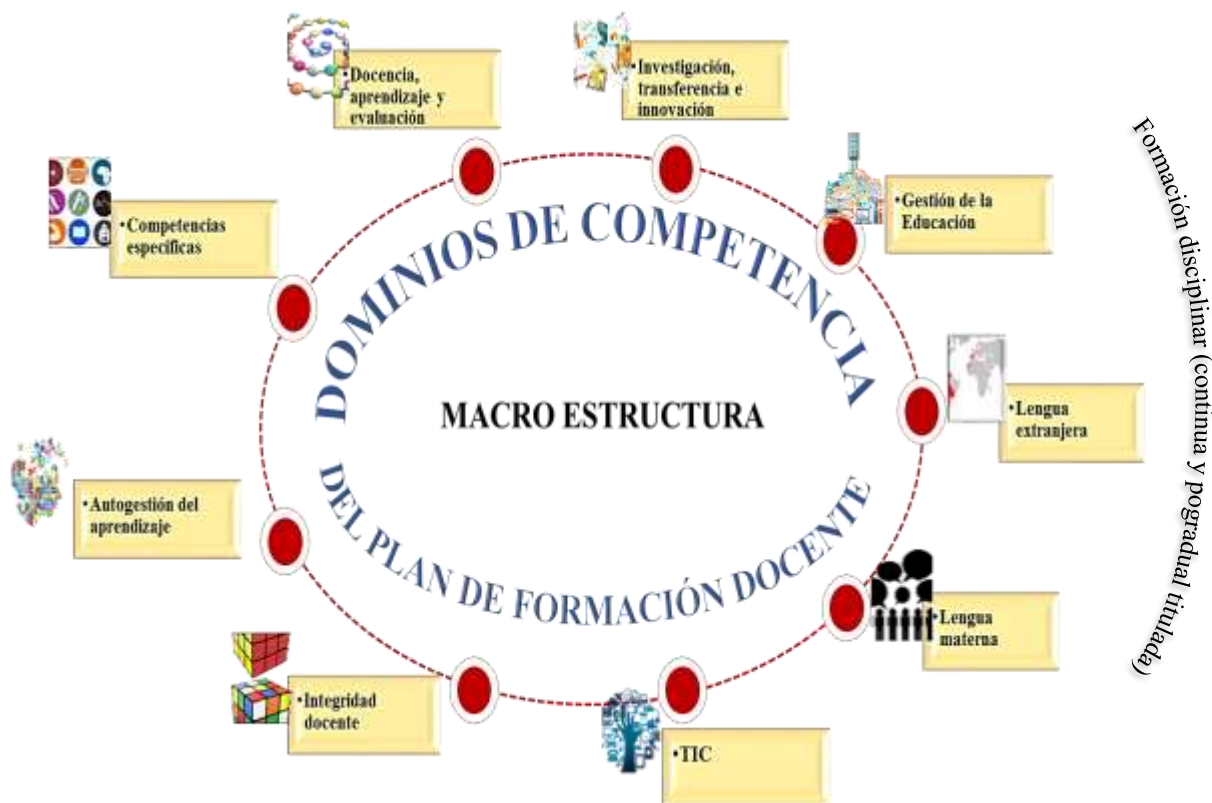 •Docencia,
aprendizaje y
evaluación
•Investigación,
transferencia e
innovación
•Gestión de la
Educación
•Competencias
específicas
DOMINIOS DE COMPETENCIA
MACRO ESTRUCTURA
DEL PLAN DE FORMACIÓN DOCENTE
•Lengua
extranjera
•Autogestión del
aprendizaje
•Lengua
materna
•Integridad
docente
•TIC
Formación disciplinar (continua y pogradual titulada)